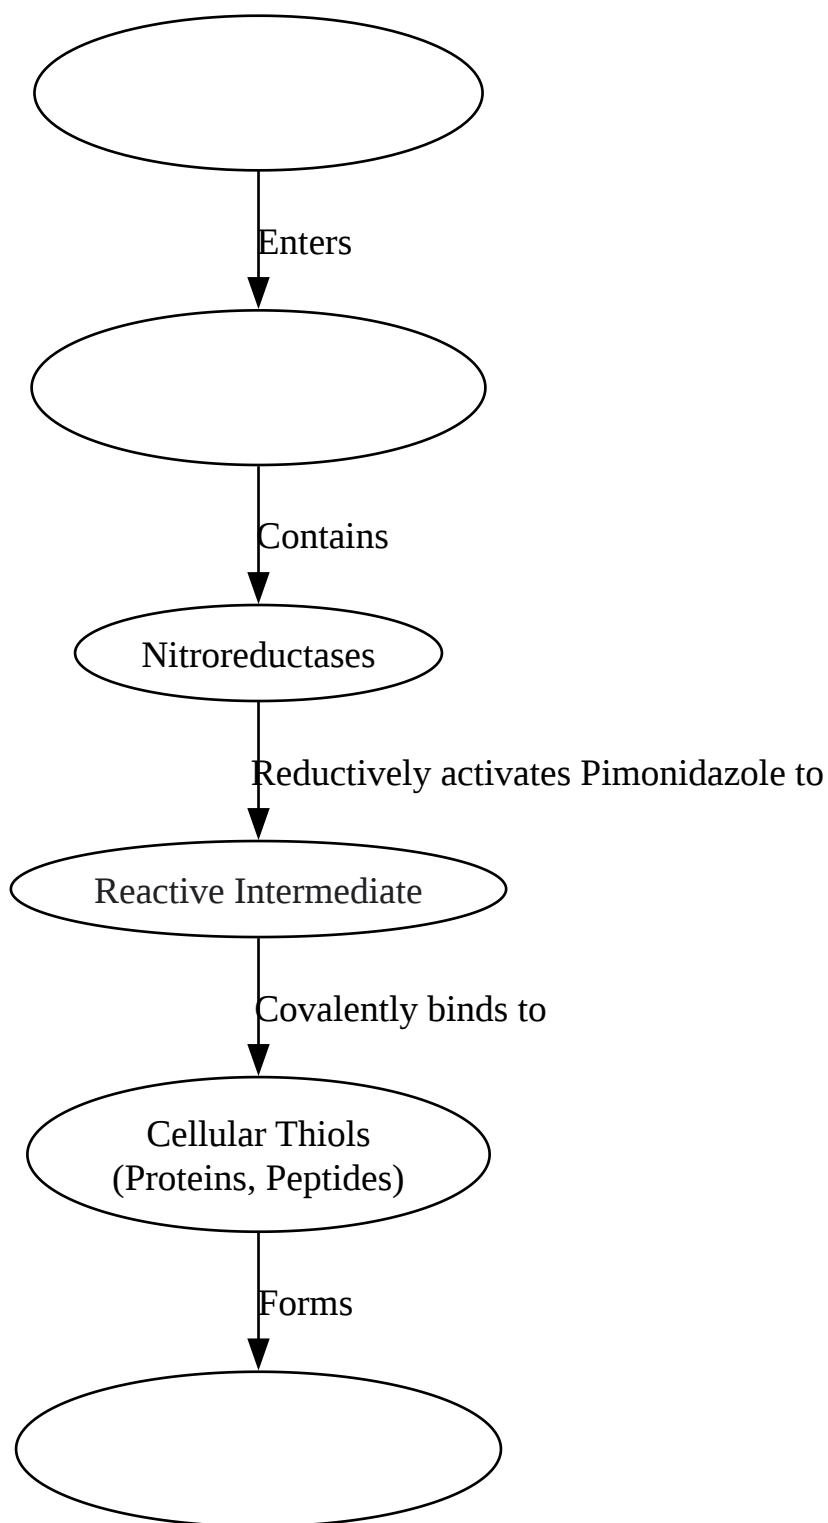 Enters
Contains
Nitroreductases
Reductively activates Pimonidazole to
Reactive Intermediate
Covalently binds to
Cellular Thiols
(Proteins, Peptides)
Forms